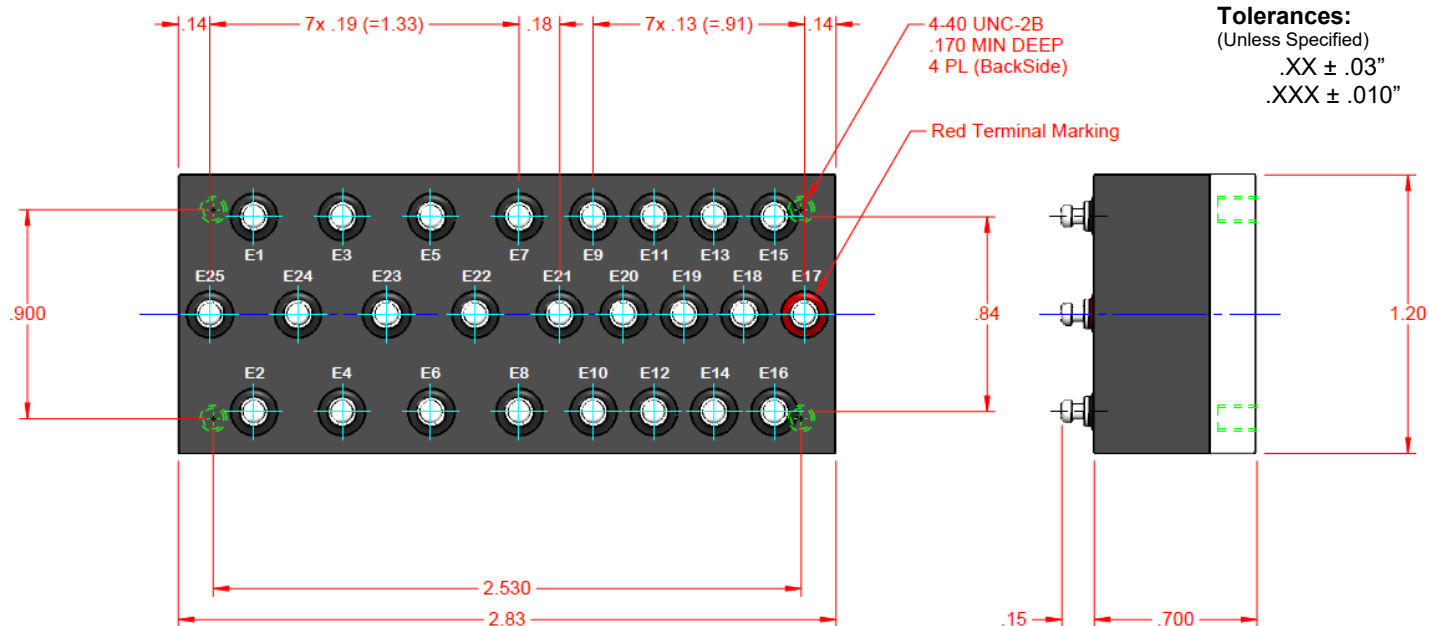 .14
7x .19 (=1.33)
.18
7x .13 (=.91)
.14
4-40 UNC-2B
.170 MIN DEEP
4 PL (BackSide)
Tolerances:
(Unless Specified)
.XX ± .03”
.XXX ± .010”
Red Terminal Marking
E1 E3 E5 E7 E9 E11 E13 E15
E25 E24 E23 E22 E21 E20 E19 E18 E17
.900
.84
1.20
E2 E4 E6 E8 E10 E12 E14 E16
2.530
2.83
.15
.700